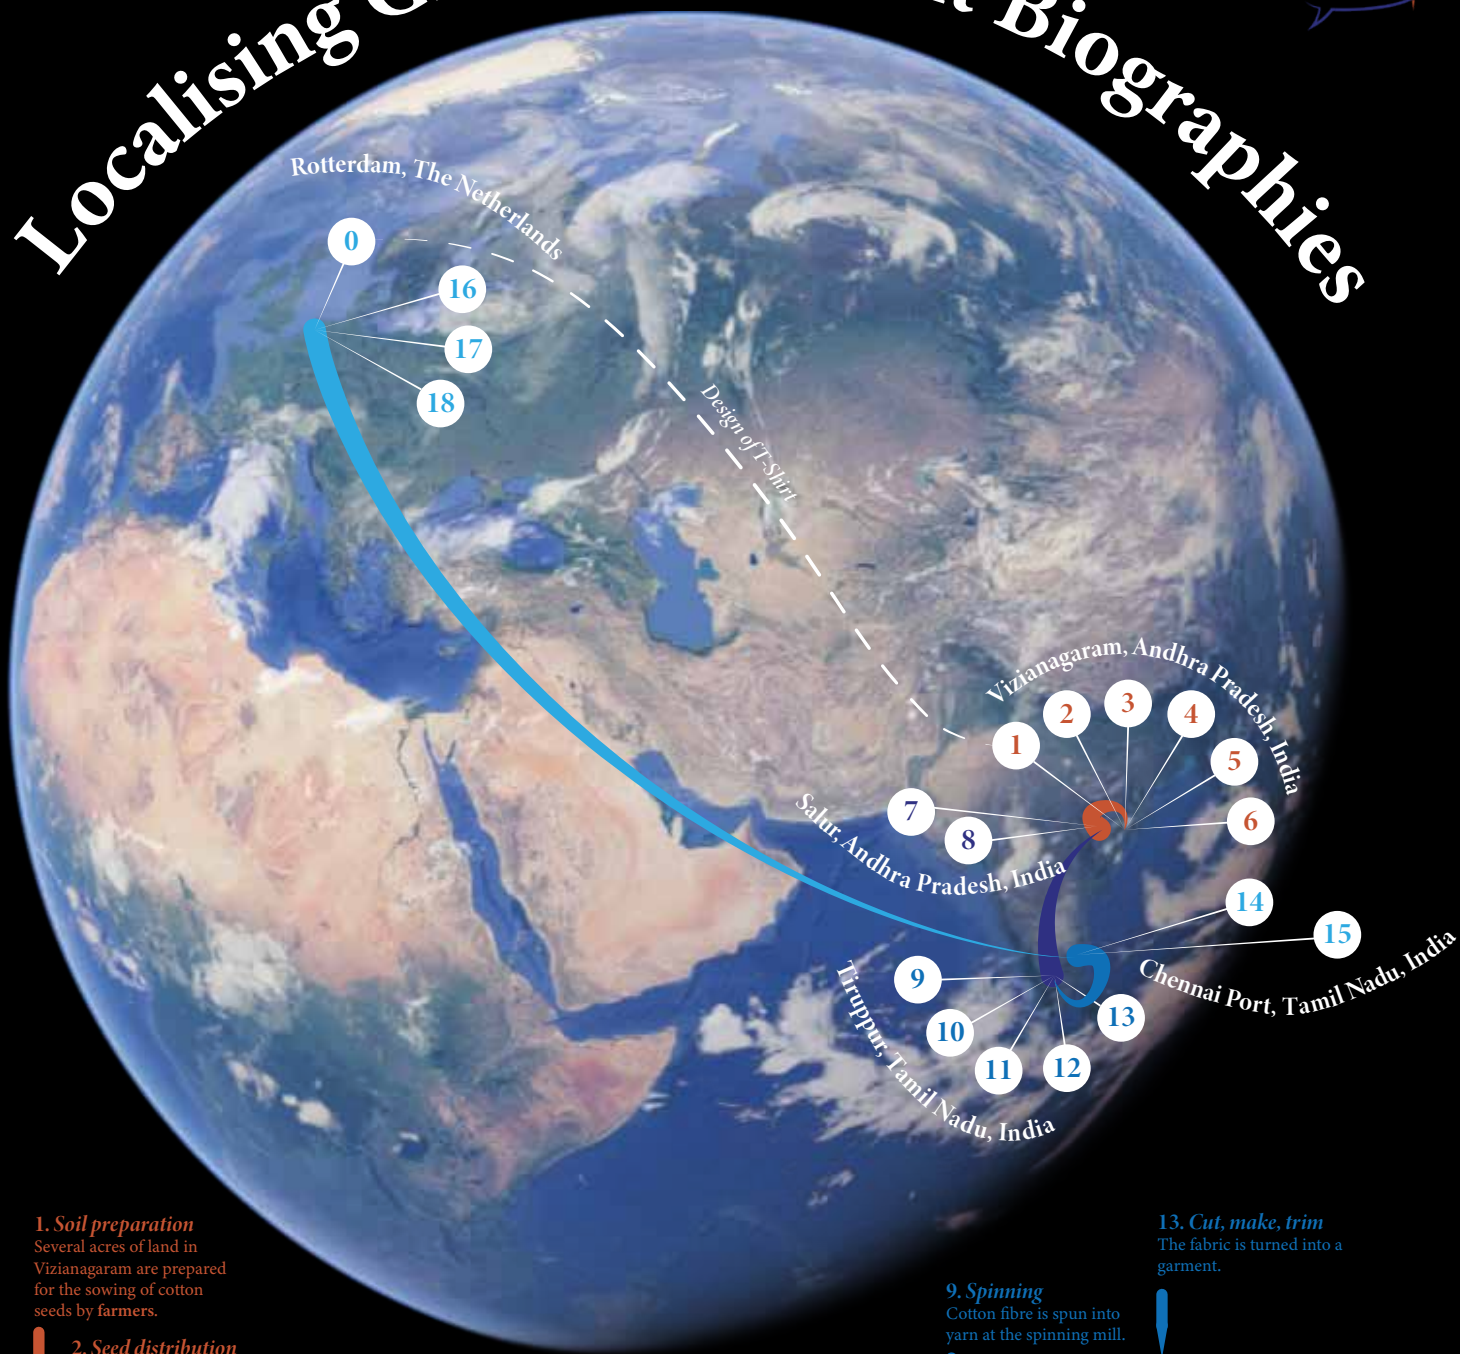 Localising
Biographies
Rotterdam, The Netherlands
0
16
17
18
Design of T-Shirt
Vizianagaram, Andhra Pradesh, India
1
2
3
4
5
6
Salur, Andhra Pradesh, India
7
8
Chennai Port, Tamil Nadu, India
14
15
Tiruppur, Tamil Nadu, India
9
10
11
12
13
1. Soil preparation
Several acres of land in
Vizianagaram are prepared
for the sowing of cotton
seeds by farmers.
2. Seed distribution
9. Spinning
Cotton fibre is spun into
yarn at the spinning mill.
13. Cut, make, trim
The fabric is turned into a
garment.